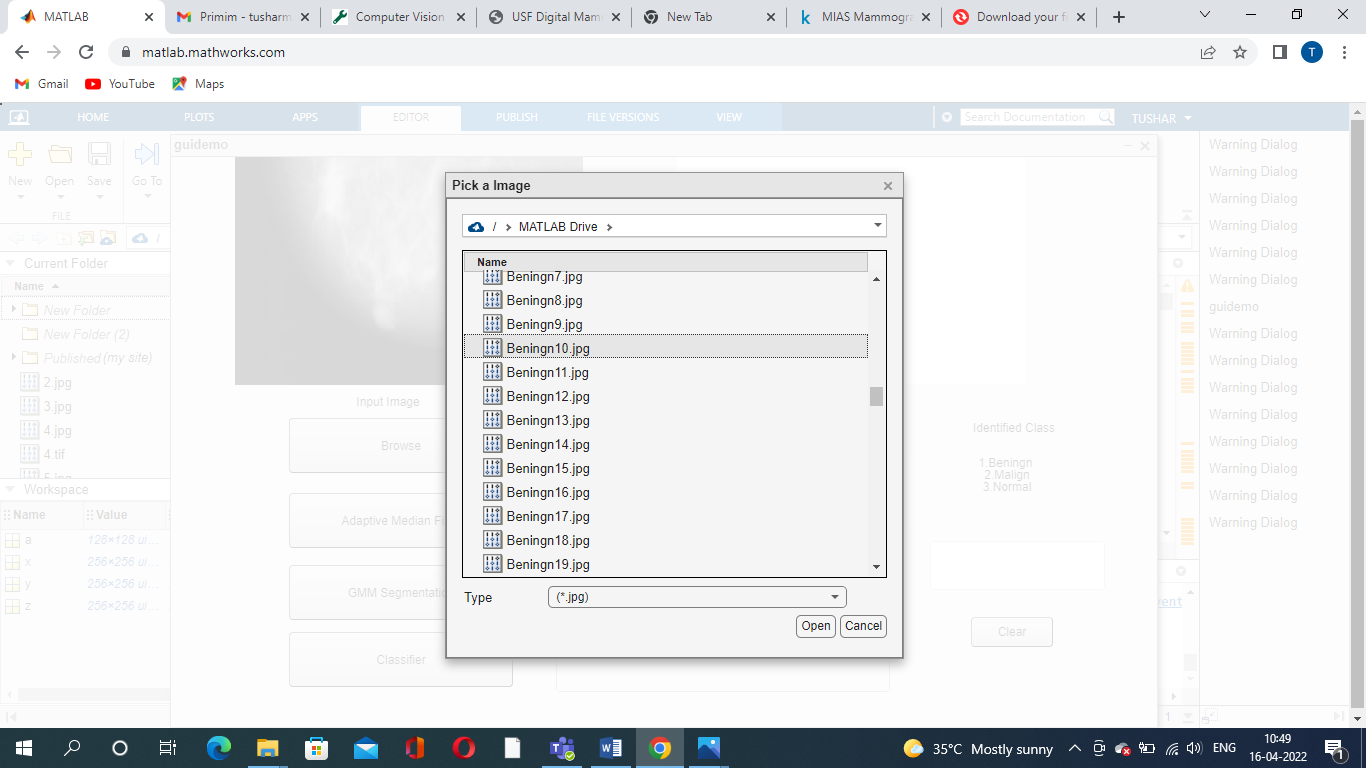 MATLAB
Primim - tusharm
Computer Vision
USF Digital Mam
New Tab
MIAS Mammogra
Download your f
matlab.mathworks.com
T
Gmail
YouTube
Maps
HOME
PLOTS
APPS
EDITOR
PUBLISH
FILE VERSIONS
VIEW
Search Documentation
TUSHAR
New
Open
Save
Go To
FILE
/
Current Folder
Name
New Folder
New Folder (2)
Published (my site)
2.jpg
3.jpg
4.jpg
4.tif
5.jpg
Workspace
Name
Value
a
128×128 ui...
x
256×256 ui...
y
256×256 ui...
z
256×256 ui...
guidemo
Input Image
Browse
Adaptive Median Fi
GMM Segmentatio
Classifier
Pick a Image
/ > MATLAB Drive >
Name
Beningn7.jpg
Beningn8.jpg
Beningn9.jpg
Beningn10.jpg
Beningn11.jpg
Beningn12.jpg
Beningn13.jpg
Beningn14.jpg
Beningn15.jpg
Beningn16.jpg
Beningn17.jpg
Beningn18.jpg
Beningn19.jpg
Type
(*.jpg)
Open
Cancel
Identified Class
1.Beningn
2.Malign
3.Normal
Clear
vent
1
Warning Dialog
Warning Dialog
Warning Dialog
Warning Dialog
Warning Dialog
Warning Dialog
guidemo
Warning Dialog
Warning Dialog
Warning Dialog
Warning Dialog
Warning Dialog
Warning Dialog
Warning Dialog
Warning Dialog
35°C Mostly sunny
ENG
10:49
16-04-2022
1